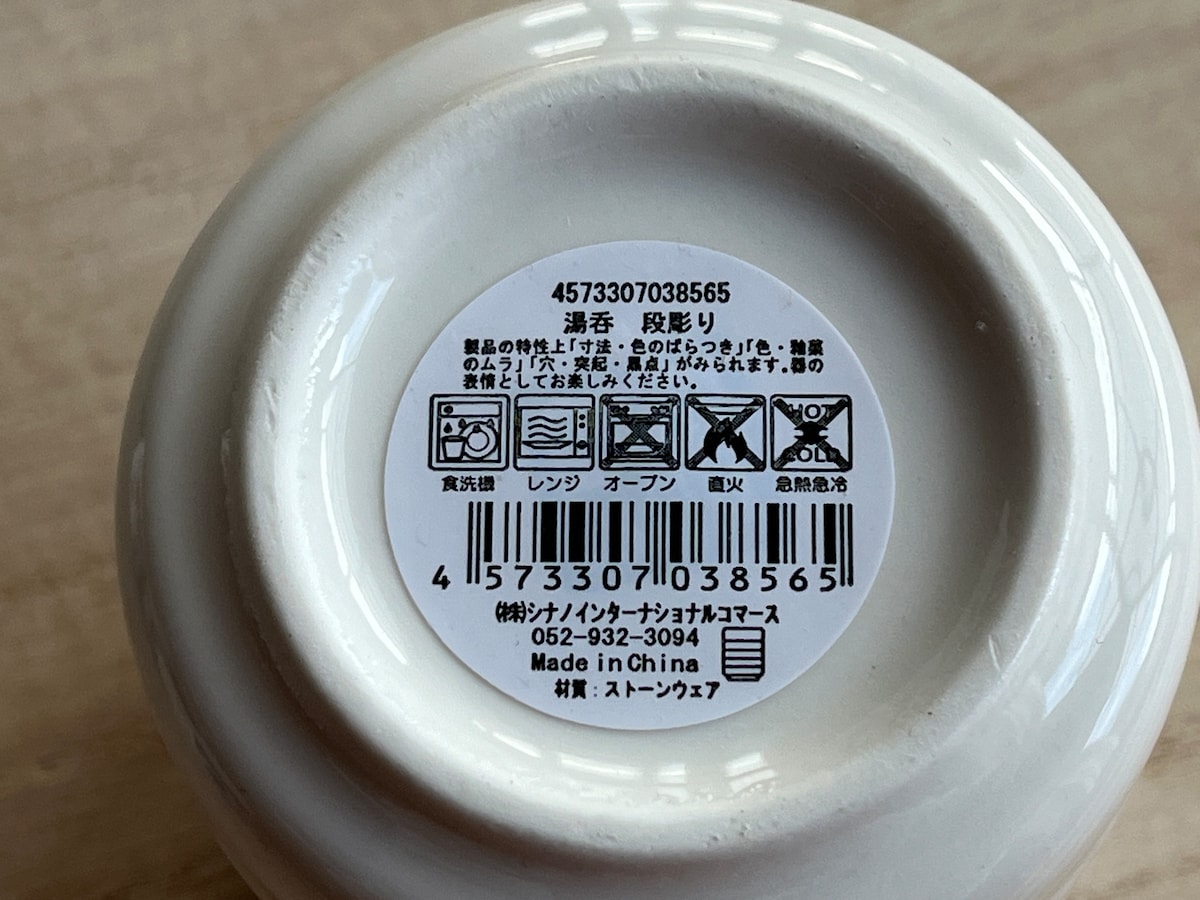 4573307038565
湯呑　段彫り
製品の特性上｢寸法・色のばらつき｣｢色・釉薬
のムラ｣｢穴・突起・黒点｣がみられます。器の
表情としてお楽しみください。
HOT
COLD
食洗機 レンジ オーブン 直火 急熱急冷
4 573307 038565
㈱シナノインターナショナルコマース
052-932-3094
Made in China
材質：ストーンウェア